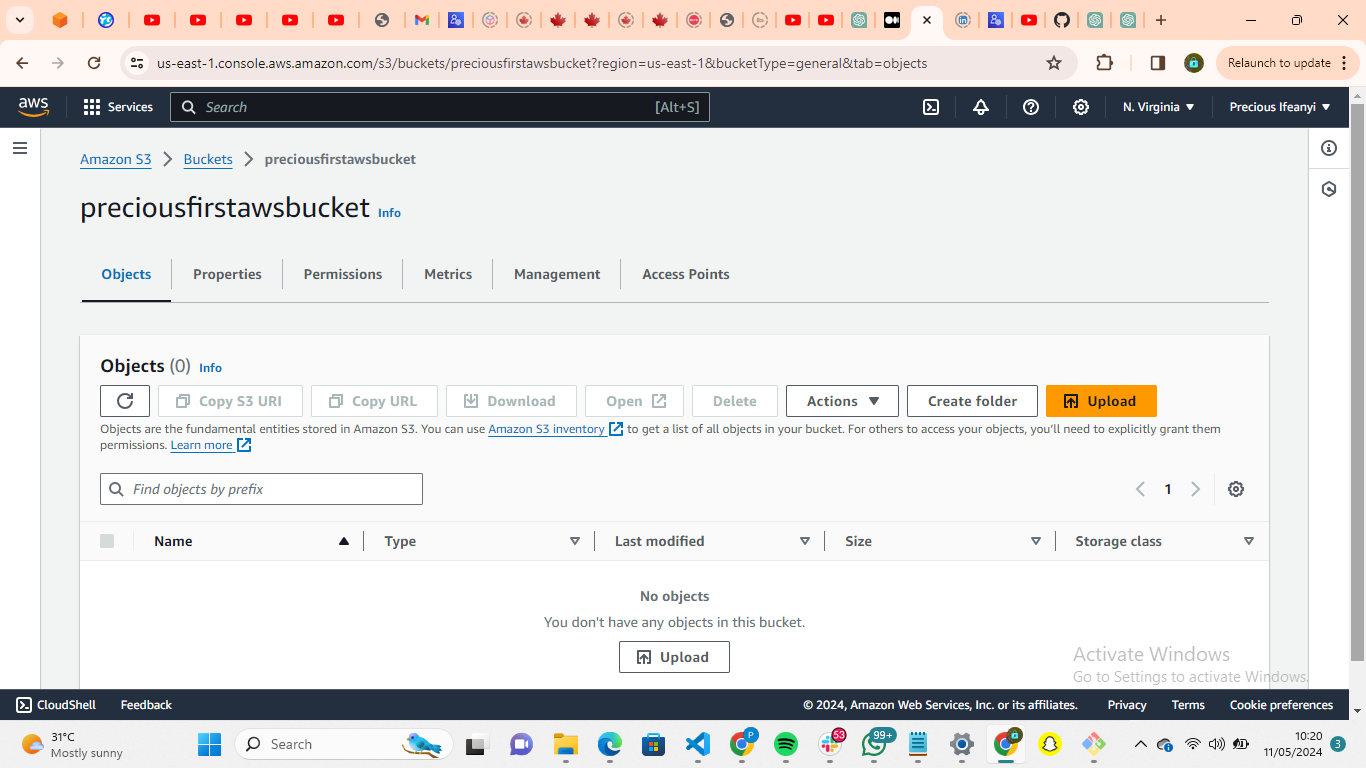 us-east-1.console.aws.amazon.com/s3/buckets/preciousfirstawsbucket?region=us-east-1&bucketType=general&tab=objects
Relaunch to update
aws
Services
Search
[Alt+S]
N. Virginia
Precious Ifeanyi
Amazon S3
Buckets
preciousfirstawsbucket
preciousfirstawsbucket Info
Objects
Properties
Permissions
Metrics
Management
Access Points
Objects (0) Info
Copy S3 URI
Copy URL
Download
Open
Delete
Actions
Create folder
Upload
Objects are the fundamental entities stored in Amazon S3. You can use Amazon S3 inventory to get a list of all objects in your bucket. For others to access your objects, you'll need to explicitly grant them
permissions. Learn more
Find objects by prefix
1
Name
Type
Last modified
Size
Storage class
No objects
You don't have any objects in this bucket.
Upload
Activate Windows
Go to Settings to activate Windows.
CloudShell
Feedback
© 2024, Amazon Web Services, Inc. or its affiliates.
Privacy
Terms
Cookie preferences
31°C
Mostly sunny
Search
P
53
99+
10:20
11/05/2024
3